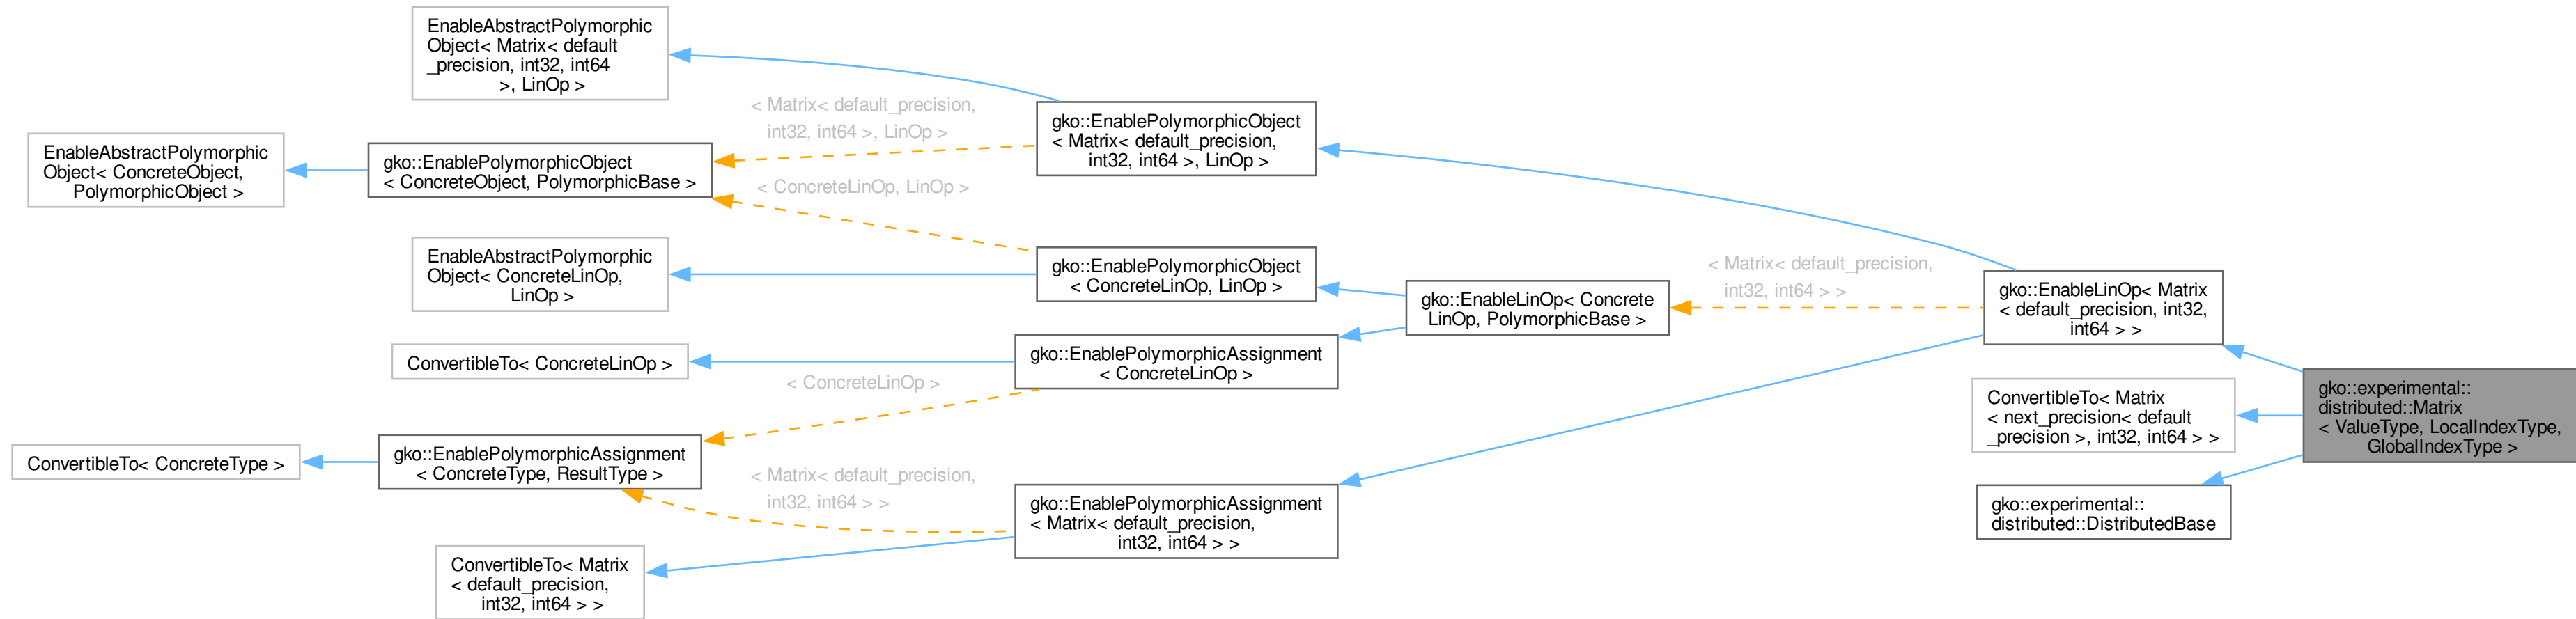 EnableAbstractPolymorphic
Object< Matrix< default
_precision, int32, int64
>, LinOp >
EnableAbstractPolymorphic
Object< ConcreteObject,
PolymorphicObject >
gko::EnablePolymorphicObject
< ConcreteObject, PolymorphicBase >
< Matrix< default_precision,
int32, int64 >, LinOp >
< ConcreteLinOp, LinOp >
gko::EnablePolymorphicObject
< Matrix< default_precision,
int32, int64 >, LinOp >
EnableAbstractPolymorphic
Object< ConcreteLinOp,
LinOp >
gko::EnablePolymorphicObject
< ConcreteLinOp, LinOp >
gko::EnableLinOp< Concrete
LinOp, PolymorphicBase >
< Matrix< default_precision,
int32, int64 > >
gko::EnableLinOp< Matrix
< default_precision, int32,
int64 > >
ConvertibleTo< ConcreteLinOp >
gko::EnablePolymorphicAssignment
< ConcreteLinOp >
< ConcreteLinOp >
ConvertibleTo< Matrix
< next_precision< default
_precision >, int32, int64 > >
gko::experimental::
distributed::Matrix
< ValueType, LocalIndexType,
GlobalIndexType >
ConvertibleTo< ConcreteType >
gko::EnablePolymorphicAssignment
< ConcreteType, ResultType >
< Matrix< default_precision,
int32, int64 > >
gko::EnablePolymorphicAssignment
< Matrix< default_precision,
int32, int64 > >
gko::experimental::
distributed::DistributedBase
ConvertibleTo< Matrix
< default_precision,
int32, int64 > >